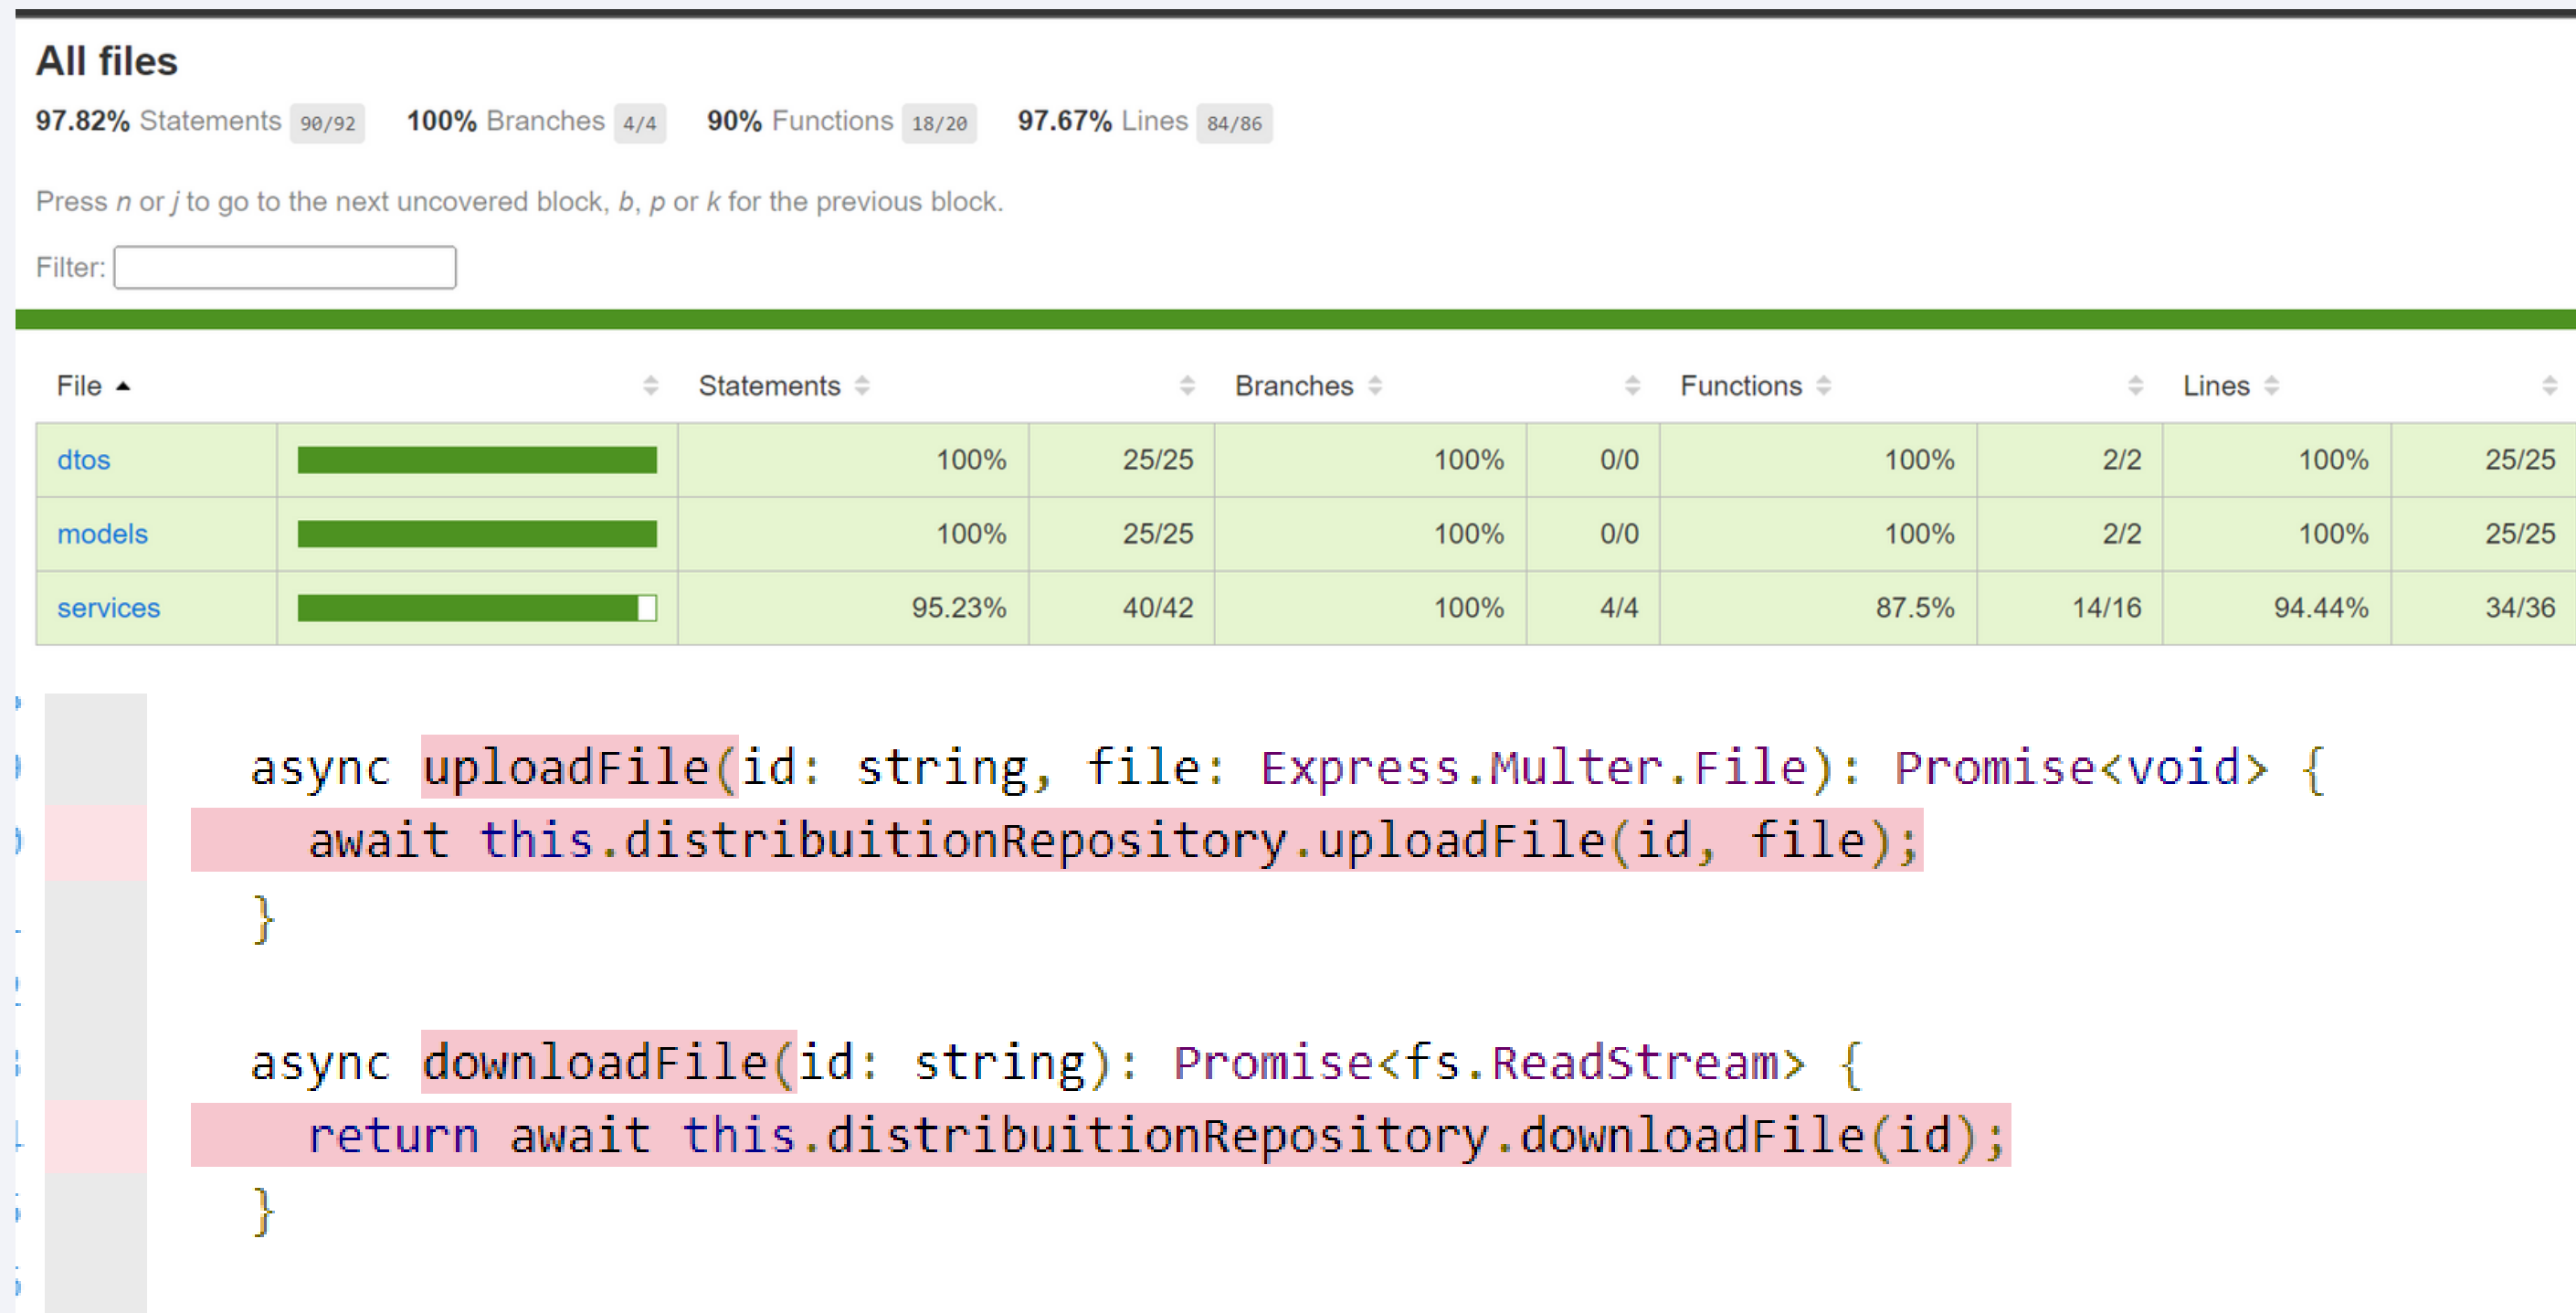 All files
97.82% Statements 90/92 100% Branches 4/4 90% Functions 18/20 97.67% Lines 84/86
Press n or j to go to the next uncovered block, b, p or k for the previous block.
Filter:
File Statements Branches Functions Lines
dtos 100% 25/25 100% 0/0 100% 2/2 100% 25/25
models 100% 25/25 100% 0/0 100% 2/2 100% 25/25
services 95.23% 40/42 100% 4/4 87.5% 14/16 94.44% 34/36
async uploadFile(id: string, file: Express.Multer.File): Promise<void> {
await this.distribuitionRepository.uploadFile(id, file);
}
async downloadFile(id: string): Promise<fs.ReadStream> {
return await this.distribuitionRepository.downloadFile(id);
}